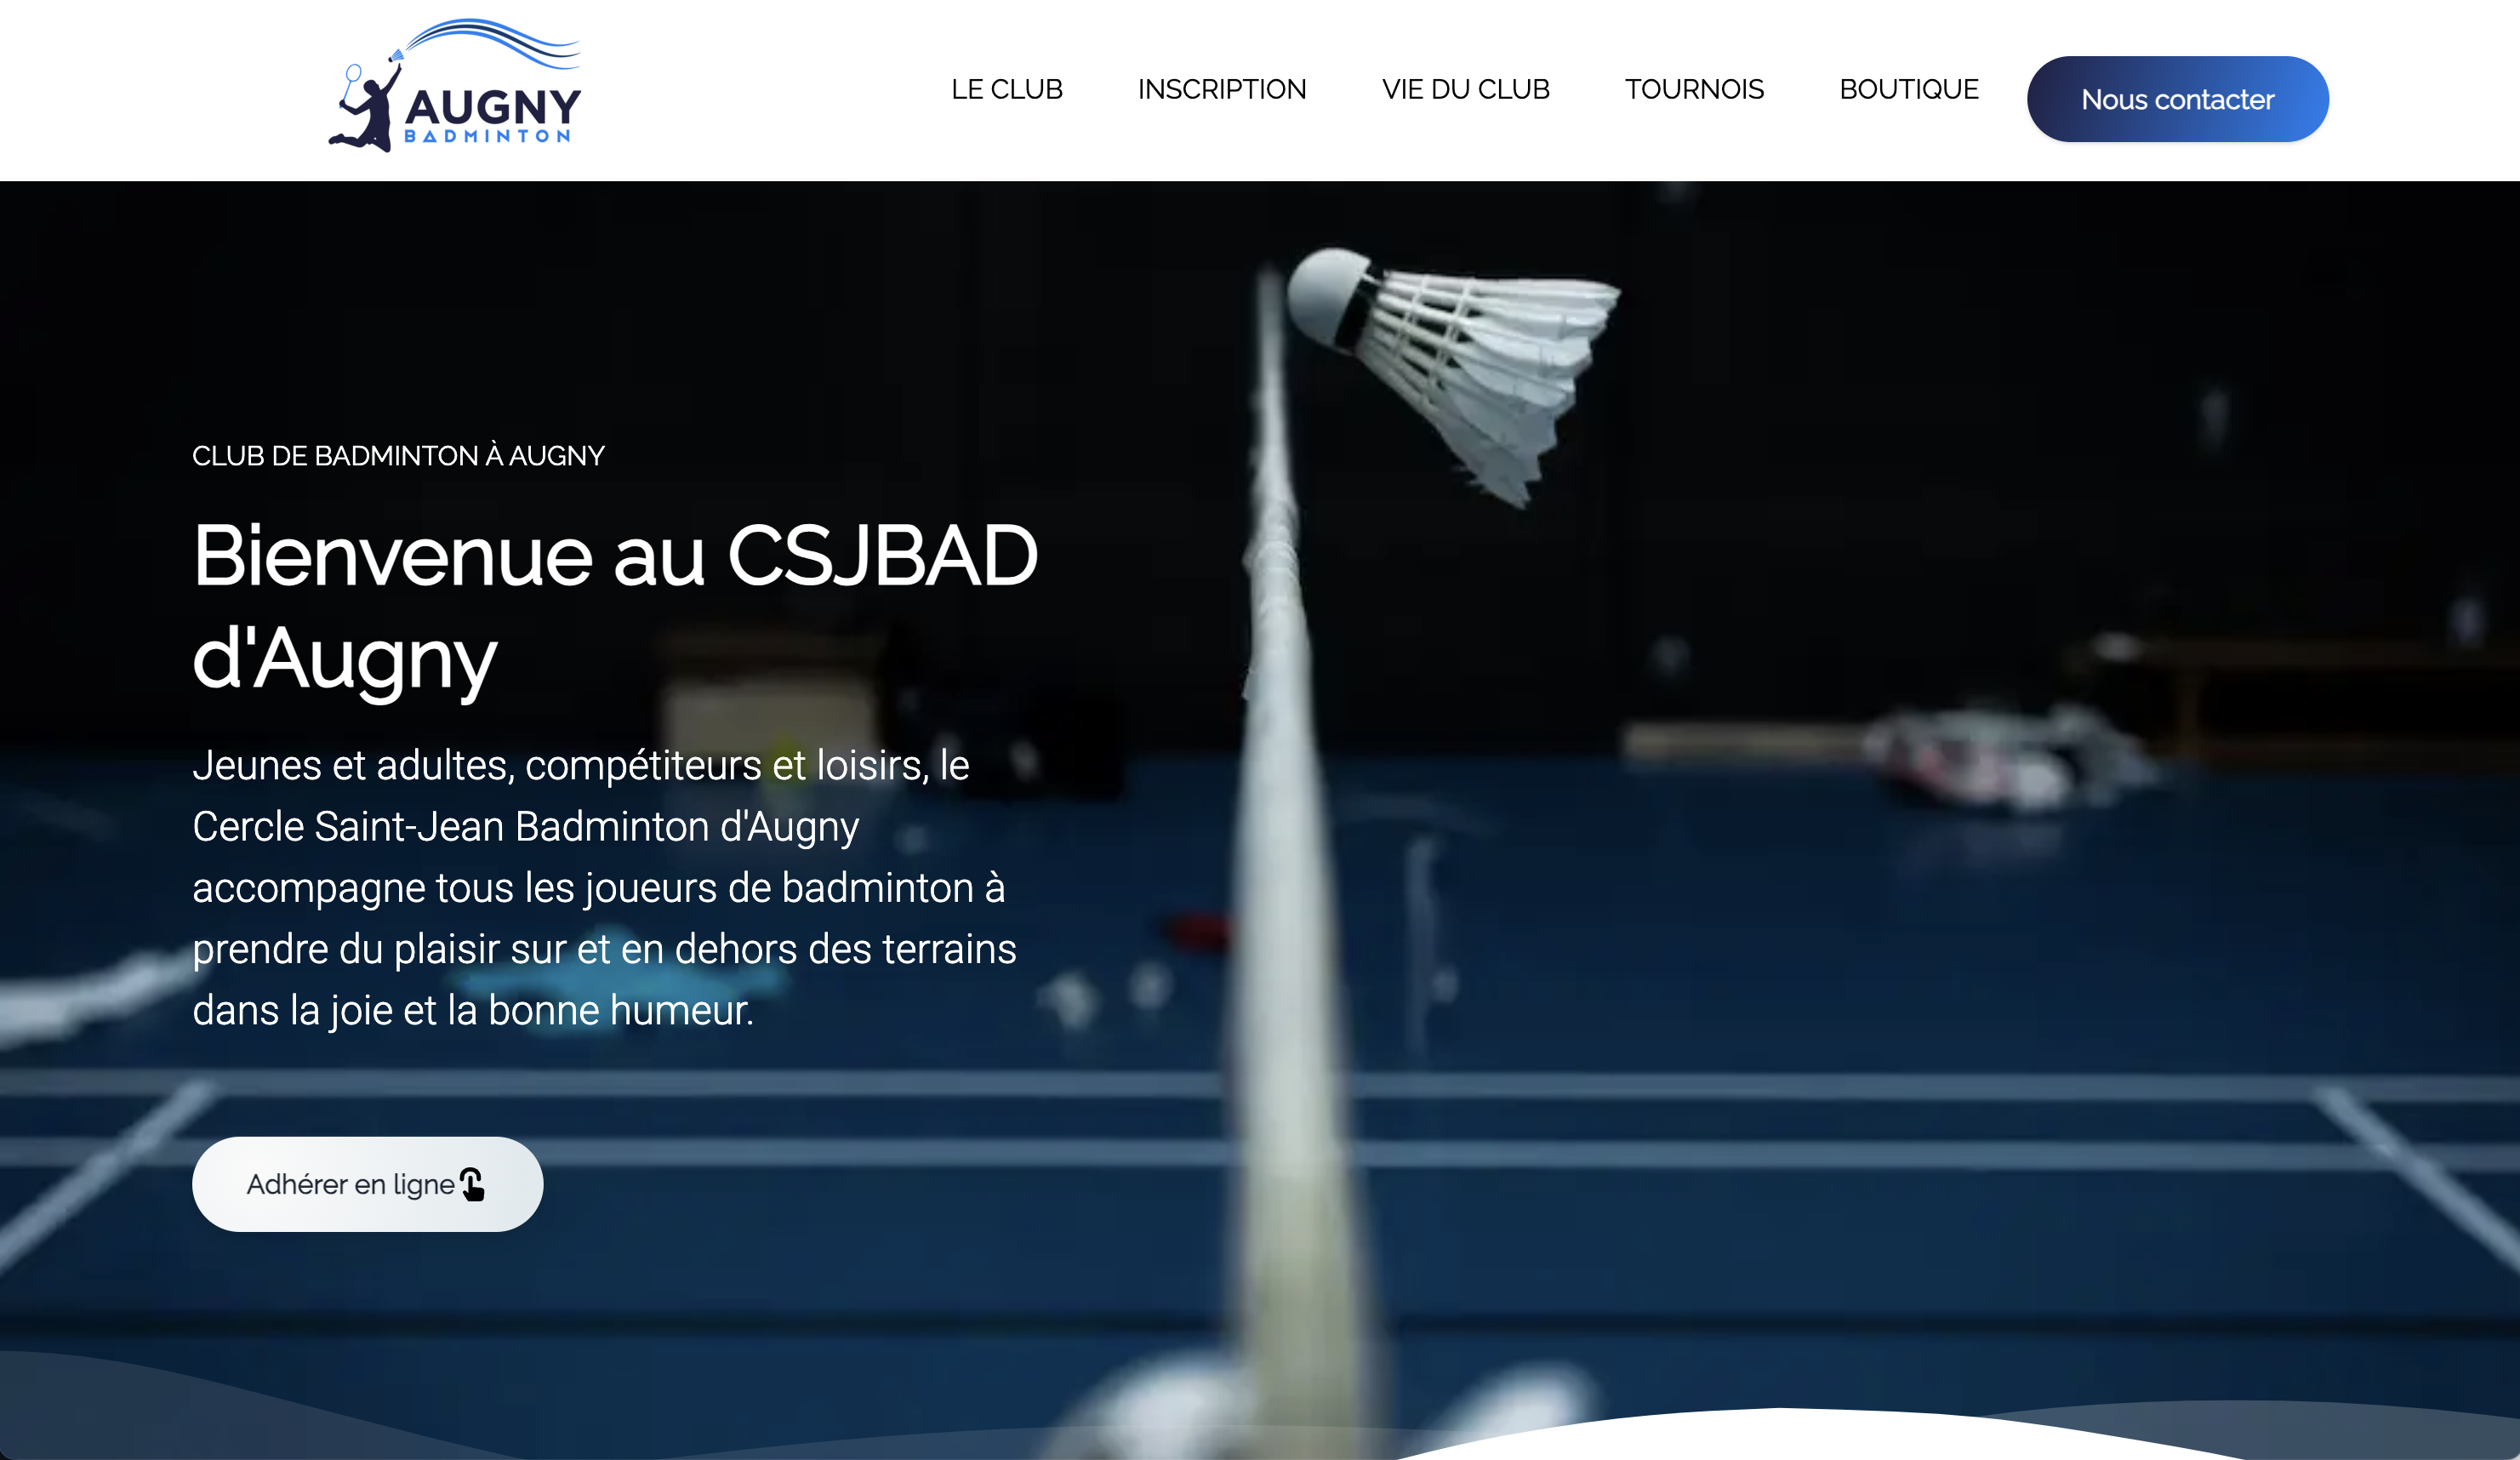 AUGNY
BADMINTON
LE CLUB
INSCRIPTION
VIE DU CLUB
TOURNOIS
BOUTIQUE
Nous contacter
CLUB DE BADMINTON À AUGNY
Bienvenue au CSJBAD
d'Augny
Jeunes et adultes, compétiteurs et loisirs, le
Cercle Saint-Jean Badminton d'Augny
accompagne tous les joueurs de badminton à
prendre du plaisir sur et en dehors des terrains
dans la joie et la bonne humeur.
Adhérer en ligne